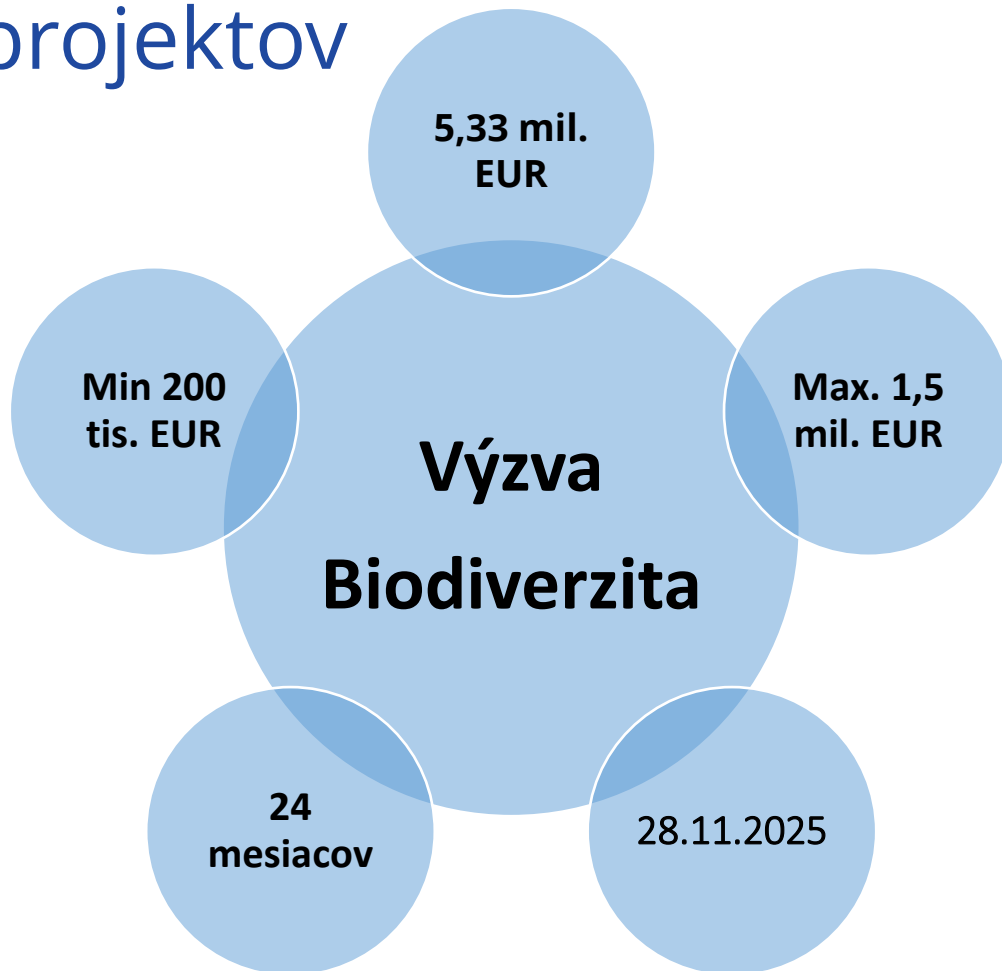 projektov
5,33 mil.
EUR
Min 200
tis. EUR
Max. 1,5
mil. EUR
Výzva
Biodiverzita
24
mesiacov
28.11.2025